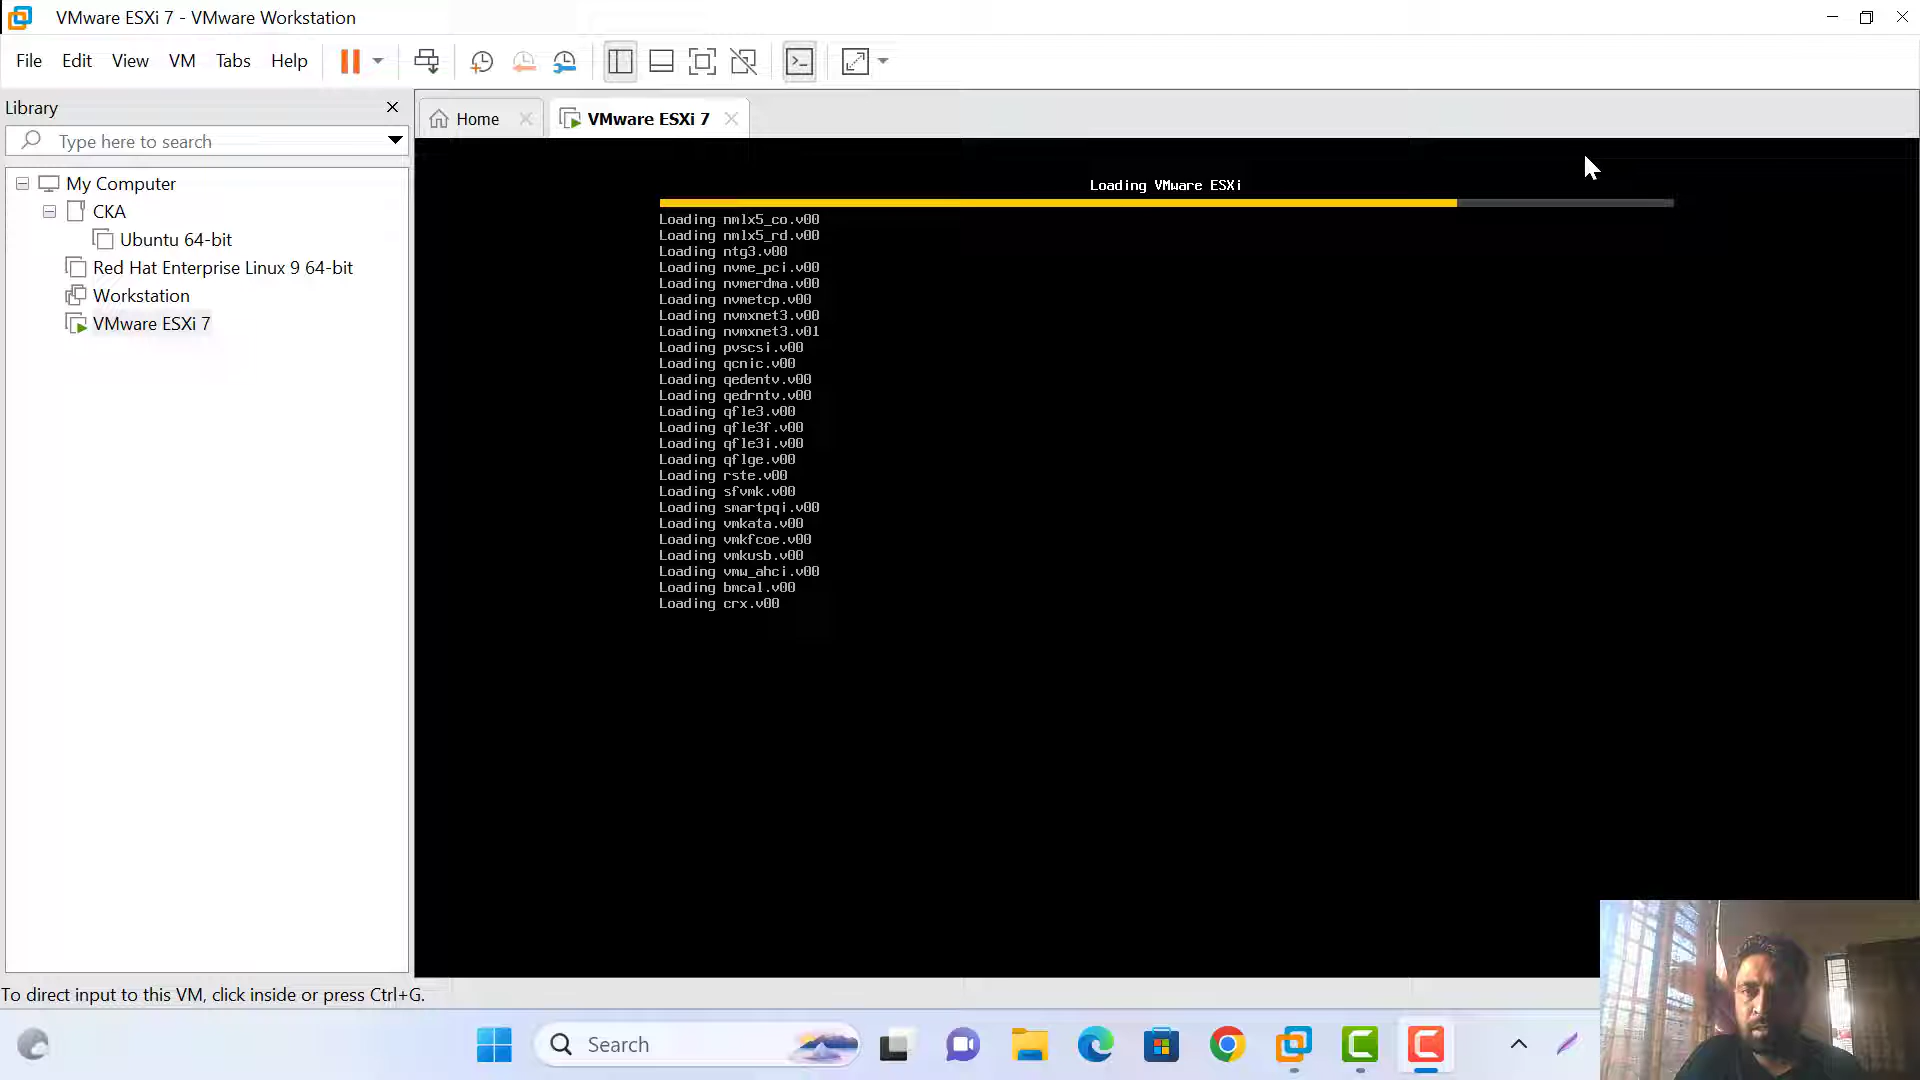 VMware ESXi 7 - VMware Workstation
File Edit View VM Tabs Help
Library
Type here to search
My Computer
CKA
Ubuntu 64-bit
Red Hat Enterprise Linux 9 64-bit
Workstation
VMware ESXi 7
Home
VMware ESXi 7
Loading VMware ESXi
Loading nmlx5_co.v00
Loading nmlx5_rd.v00
Loading ntg3.v00
Loading nvme_pci.v00
Loading nvmerdma.v00
Loading nvmetcp.v00
Loading nvmxnet3.v00
Loading nvmxnet3.v01
Loading pvscsi.v00
Loading qcnic.v00
Loading qedentv.v00
Loading qedrntv.v00
Loading qfle3.v00
Loading qfle3f.v00
Loading qfle3i.v00
Loading qflge.v00
Loading rste.v00
Loading sfvmk.v00
Loading smartpqi.v00
Loading vmkata.v00
Loading vmkfcoe.v00
Loading vmkusb.v00
Loading vmw_ahci.v00
Loading bmcal.v00
Loading crx.v00
To direct input to this VM, click inside or press Ctrl+G.
Search